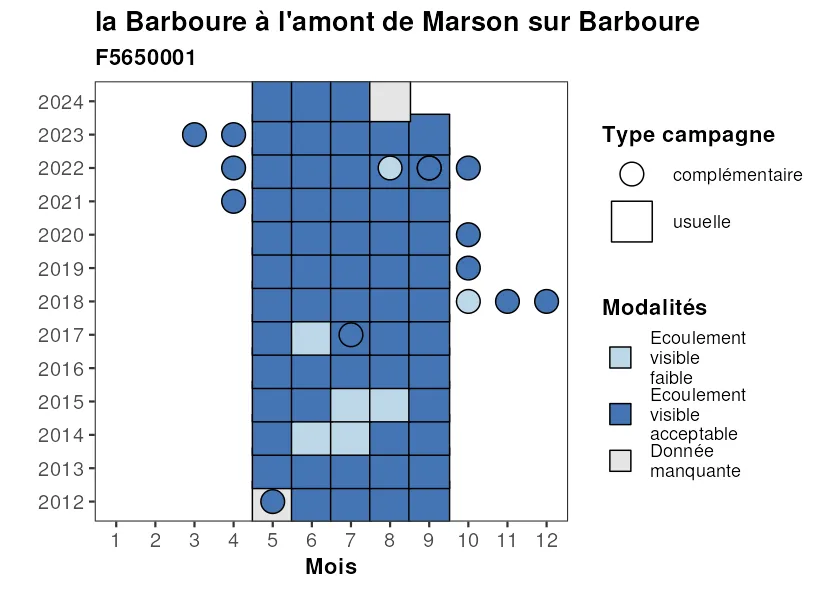 la Barboure à l'amont de Marson sur Barboure
F5650001
2024
2023
2022
2021
2020
2019
2018
2017
2016
2015
2014
2013
2012
1 2 3 4 5 6 7 8 9 10 11 12
Mois
Type campagne
complémentaire
usuelle
Modalités
Ecoulement
visible
faible
Ecoulement
visible
acceptable
Donnée
manquante